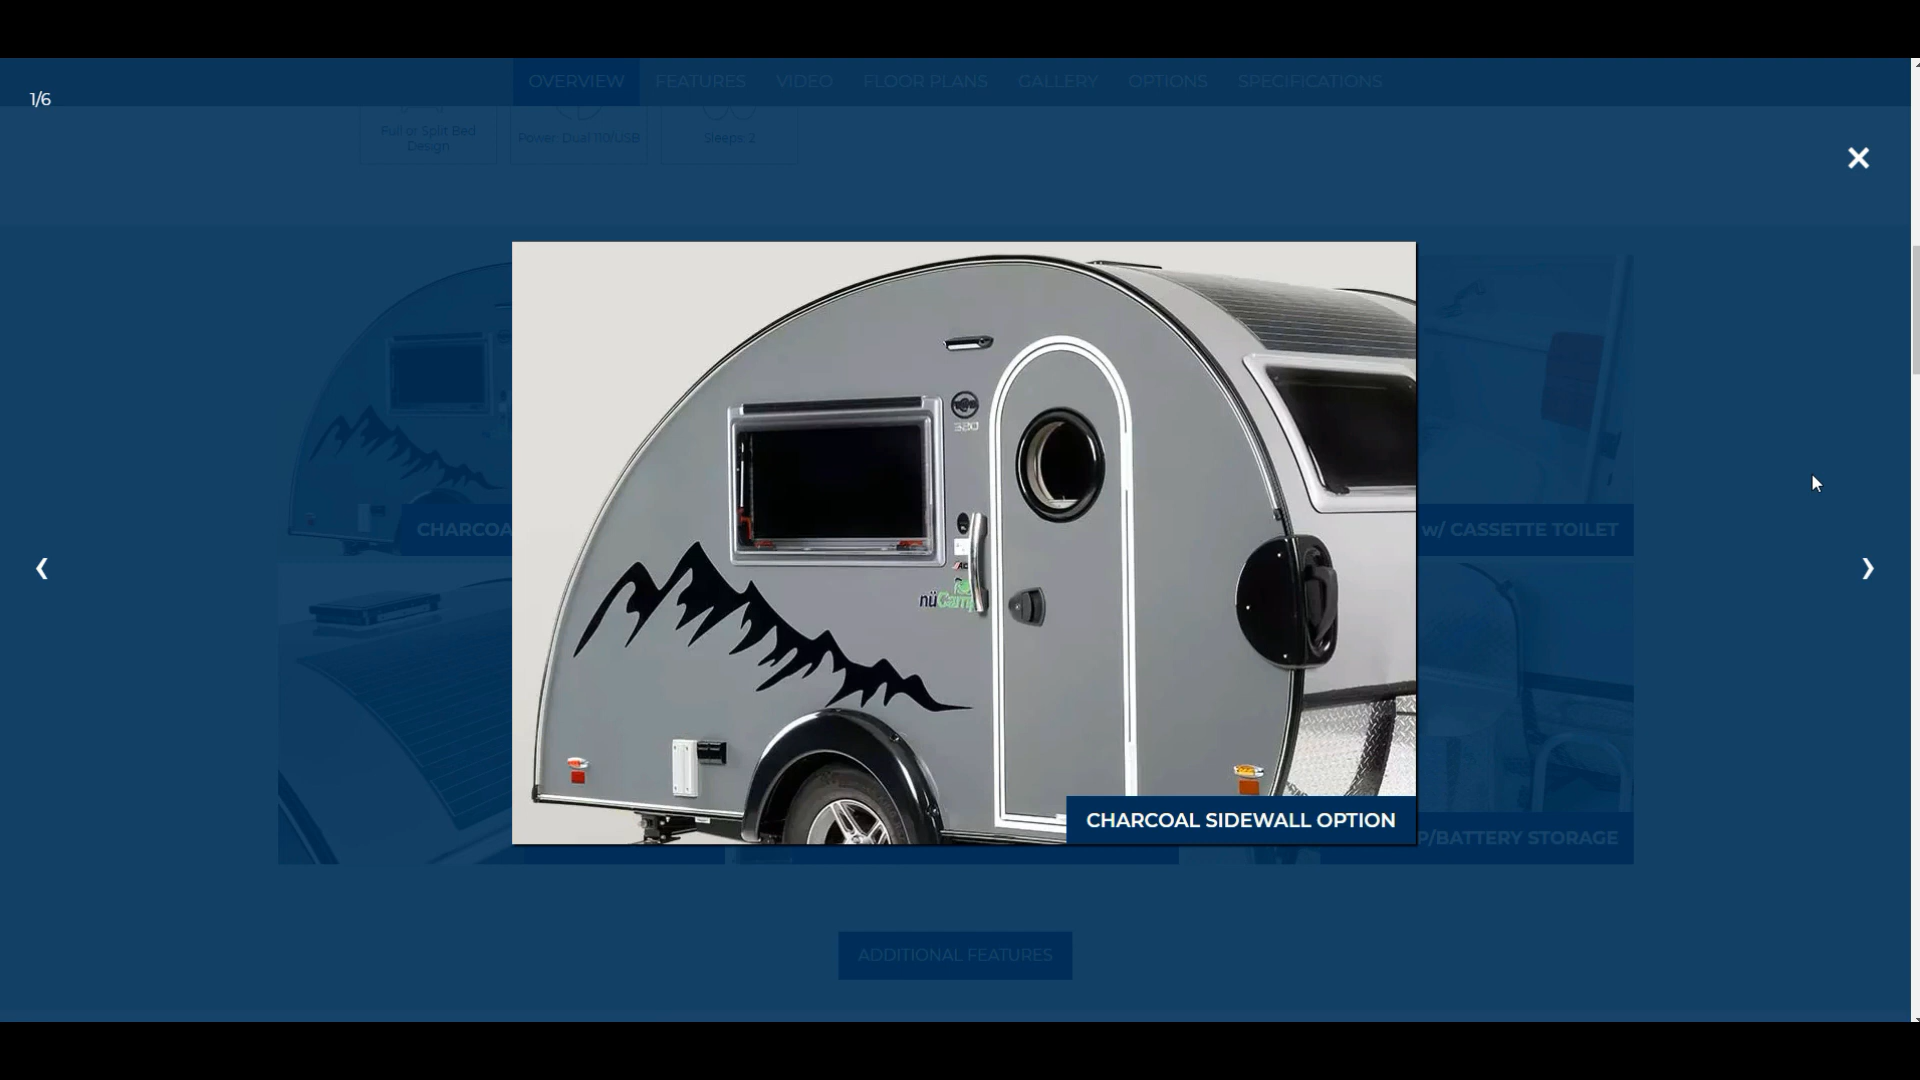 OVERVIEW FEATURES VIDEO FLOOR PLANS GALLERY OPTIONS SPECIFICATIONS
1/6
Full or Split Bed
Design
Power: Dual 110/USB
Sleeps: 2
320
nüCamp
CHARCOA
w/ CASSETTE TOILET
CHARCOAL SIDEWALL OPTION
P/BATTERY STORAGE
ADDITIONAL FEATURES